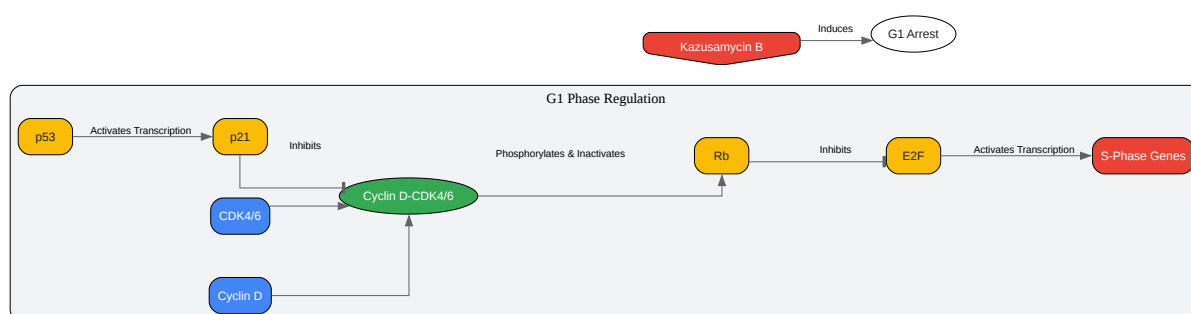 Kazusamycin B
Induces
G1 Arrest
G1 Phase Regulation
p53
Activates Transcription
p21
Inhibits
Cyclin D-CDK4/6
CDK4/6
Cyclin D
Phosphorylates & Inactivates
Rb
Inhibits
E2F
Activates Transcription
S-Phase Genes